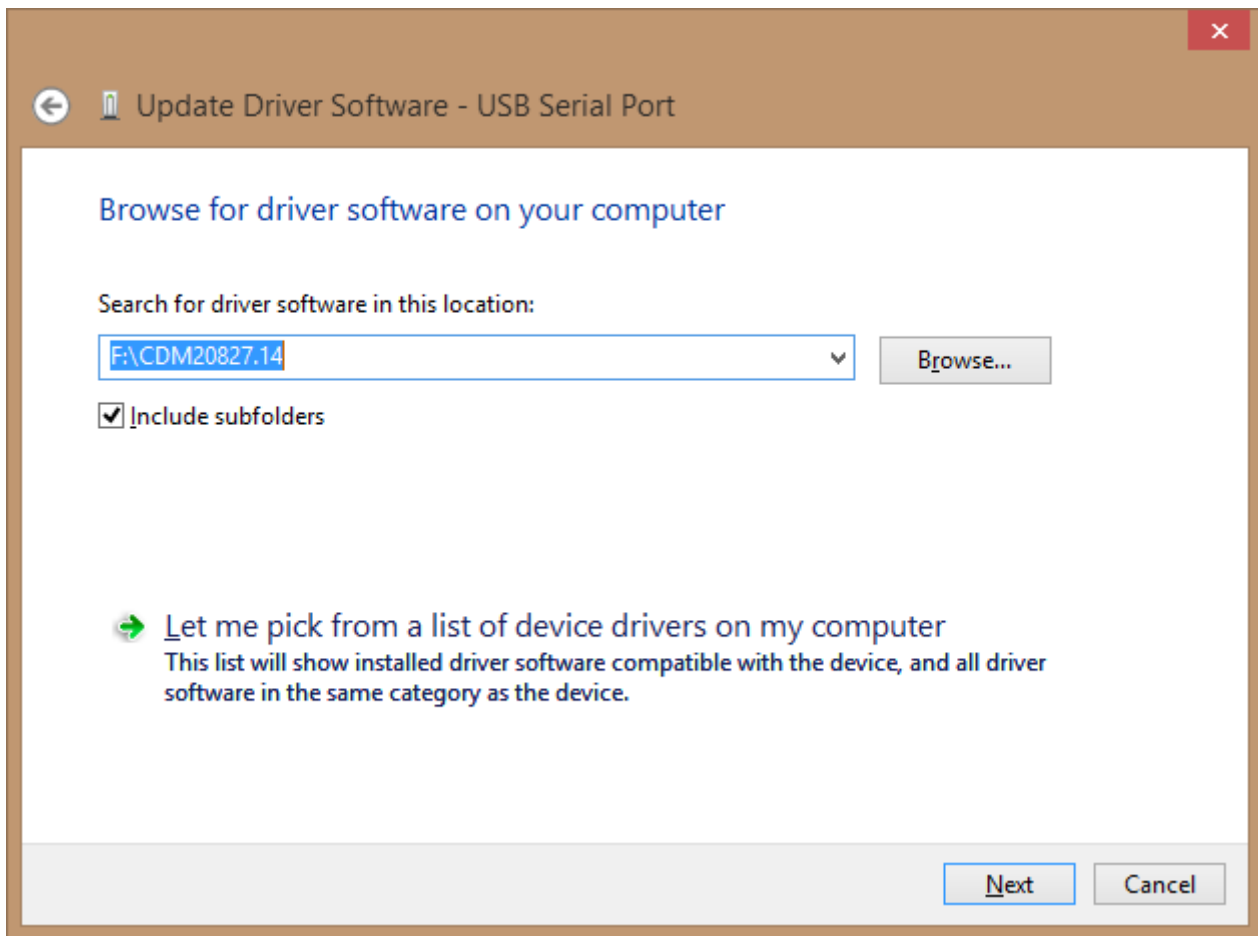 Update Driver Software - USB Serial Port
Browse for driver software on your computer
Search for driver software in this location:
F:\CDM20827.14
Browse...
Include subfolders
Let me pick from a list of device drivers on my computer
This list will show installed driver software compatible with the device, and all driver
software in the same category as the device.
Next
Cancel